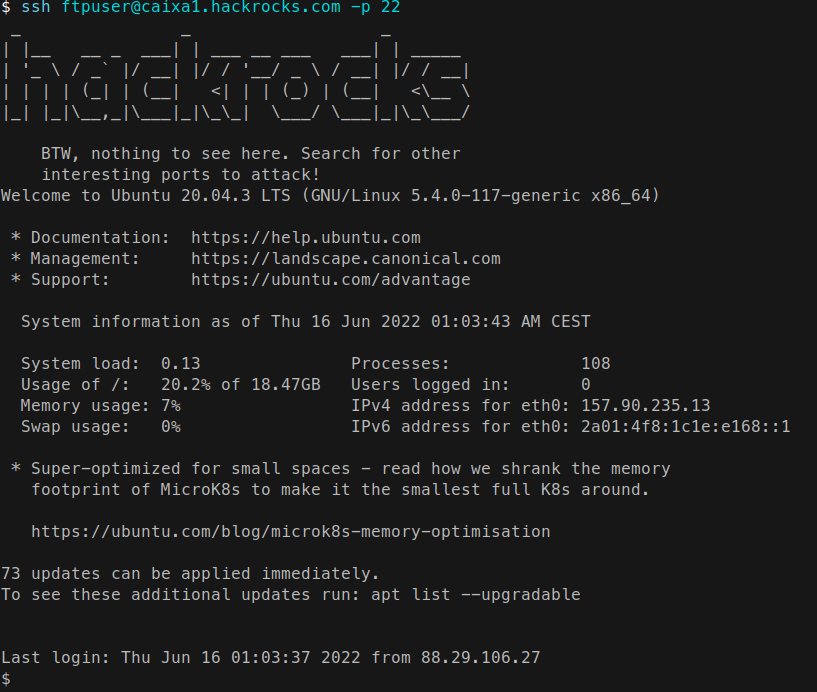 $ ssh ftpuser@caixa1.hackrocks.com -p 22
 _                _                   _
| |__   __ _  ___| | ___ __ ___   ___| | _____
| '_ \ / _` |/ __| |/ / '__/ _ \ / __| |/ / __|
| | | | (_| | (__|   <| | | (_) | (__|   <\__ \
|_| |_|\__,_|\___|_|\_\_|  \___/ \___|_|\_\___/

    BTW, nothing to see here. Search for other
    interesting ports to attack!
Welcome to Ubuntu 20.04.3 LTS (GNU/Linux 5.4.0-117-generic x86_64)

 * Documentation:  https://help.ubuntu.com
 * Management:     https://landscape.canonical.com
 * Support:        https://ubuntu.com/advantage

  System information as of Thu 16 Jun 2022 01:03:43 AM CEST

  System load:  0.13               Processes:             108
  Usage of /:   20.2% of 18.47GB   Users logged in:       0
  Memory usage: 7%                 IPv4 address for eth0: 157.90.235.13
  Swap usage:   0%                 IPv6 address for eth0: 2a01:4f8:1c1e:e168::1

 * Super-optimized for small spaces - read how we shrank the memory
   footprint of MicroK8s to make it the smallest full K8s around.

   https://ubuntu.com/blog/microk8s-memory-optimisation

73 updates can be applied immediately.
To see these additional updates run: apt list --upgradable


Last login: Thu Jun 16 01:03:37 2022 from 88.29.106.27
$